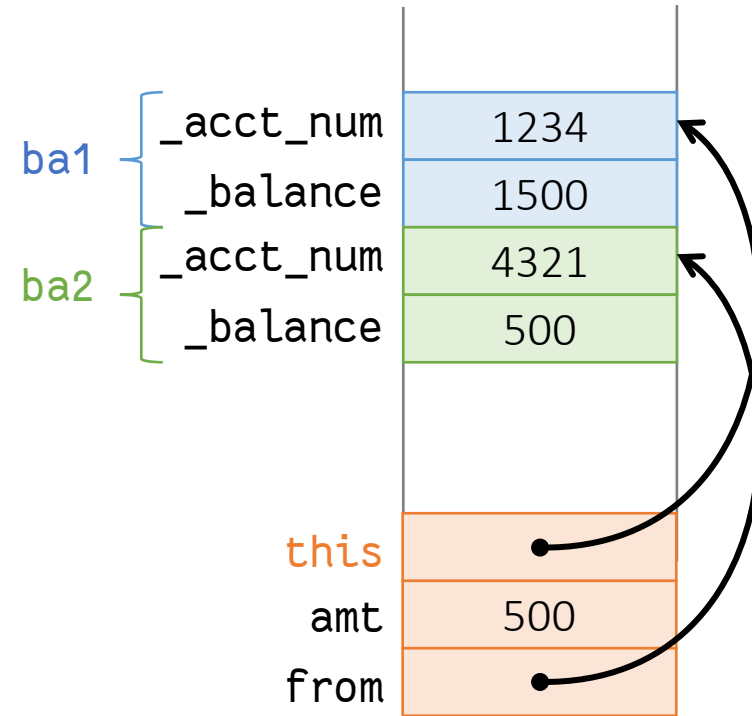 ba1
_acct_num 1234
_balance 1500
ba2
_acct_num 4321
_balance 500
this
amt 500
from